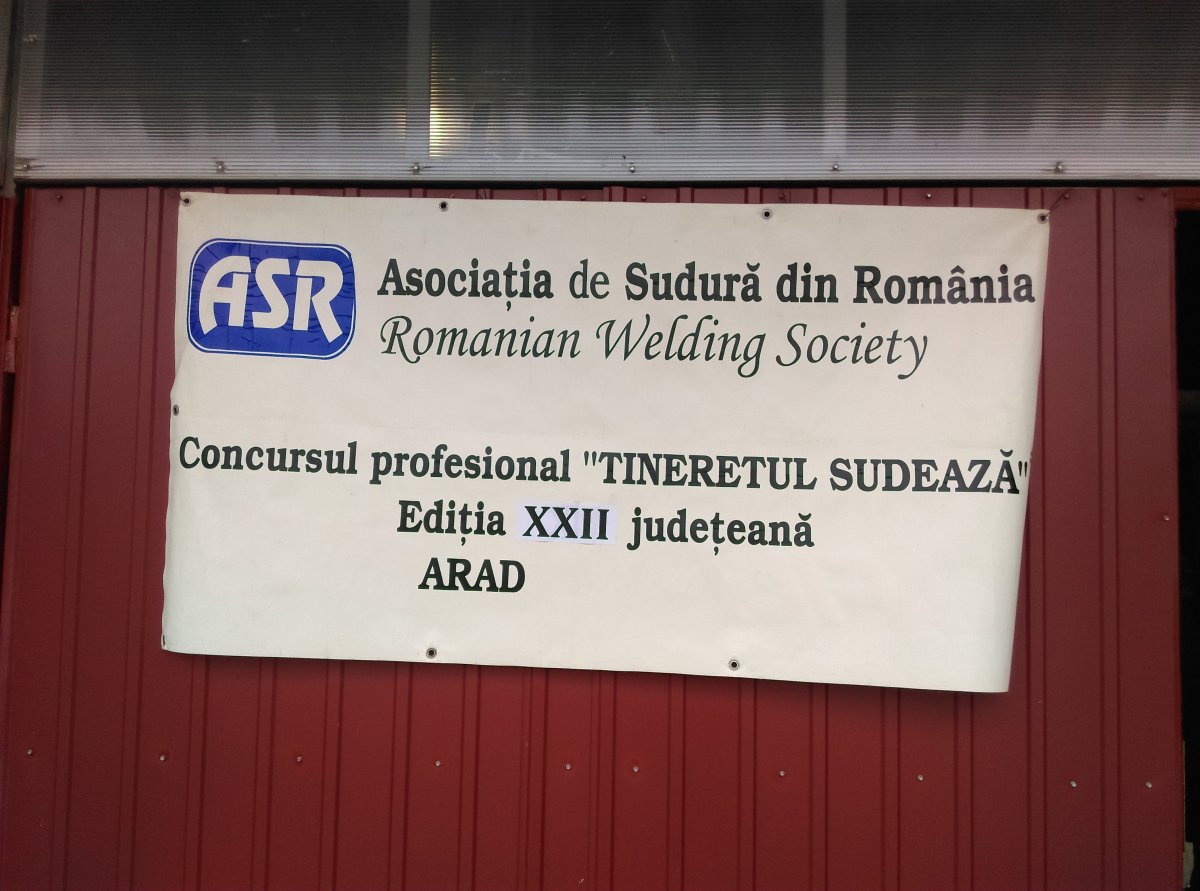 ASR
Asociația de Sudură din România
Romanian Welding Society
Concursul profesional "TINERETUL SUDEAZĂ"
Ediția XXII județeană
ARAD